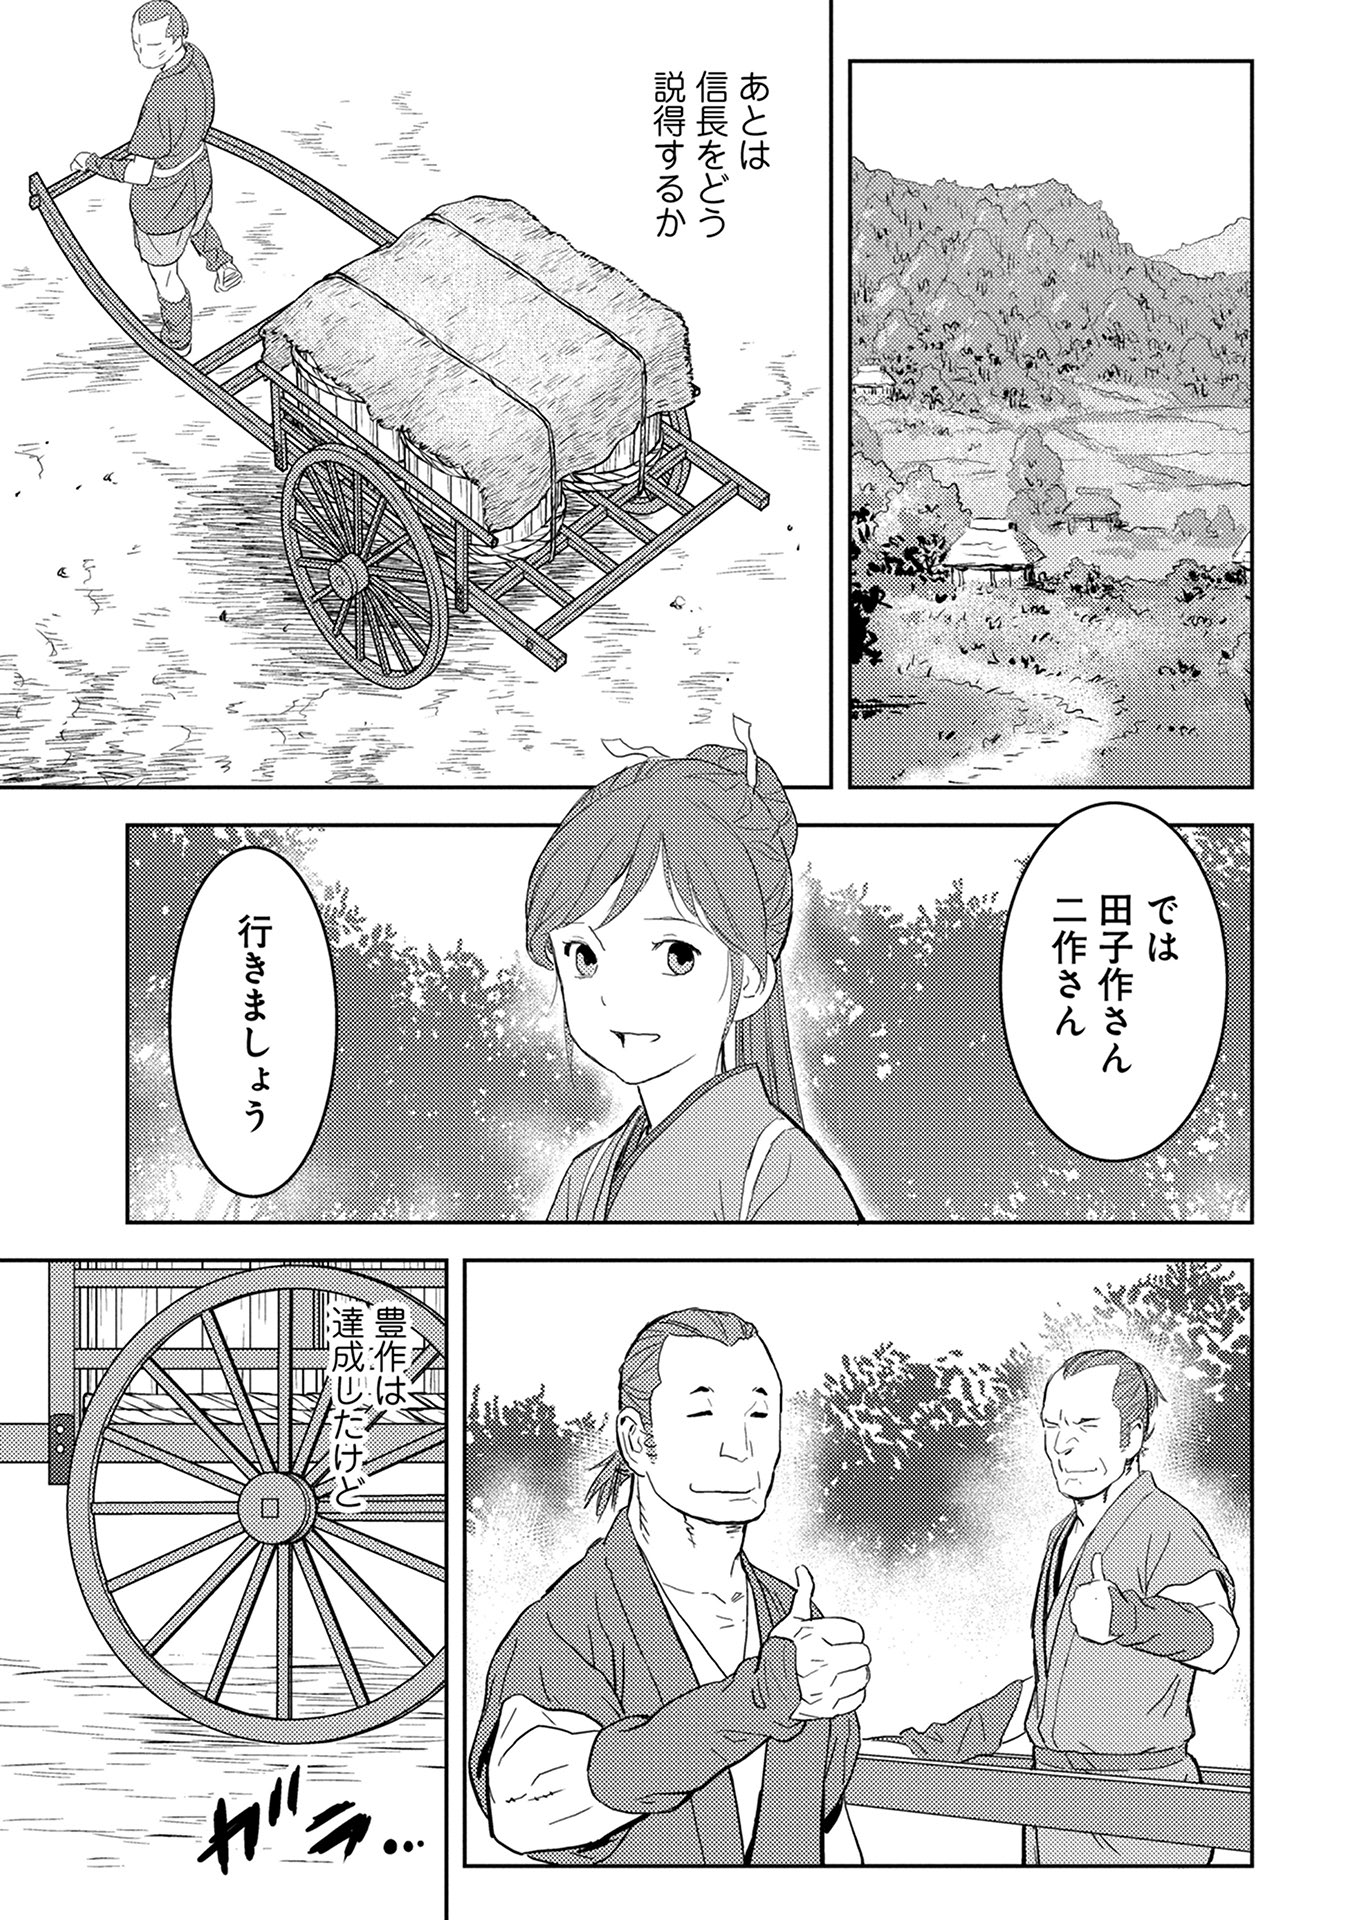 あとは
信長をどう
説得するか
では
田子作さん
二作さん
行きましょう
豊作は
達成したけど
ガラ…